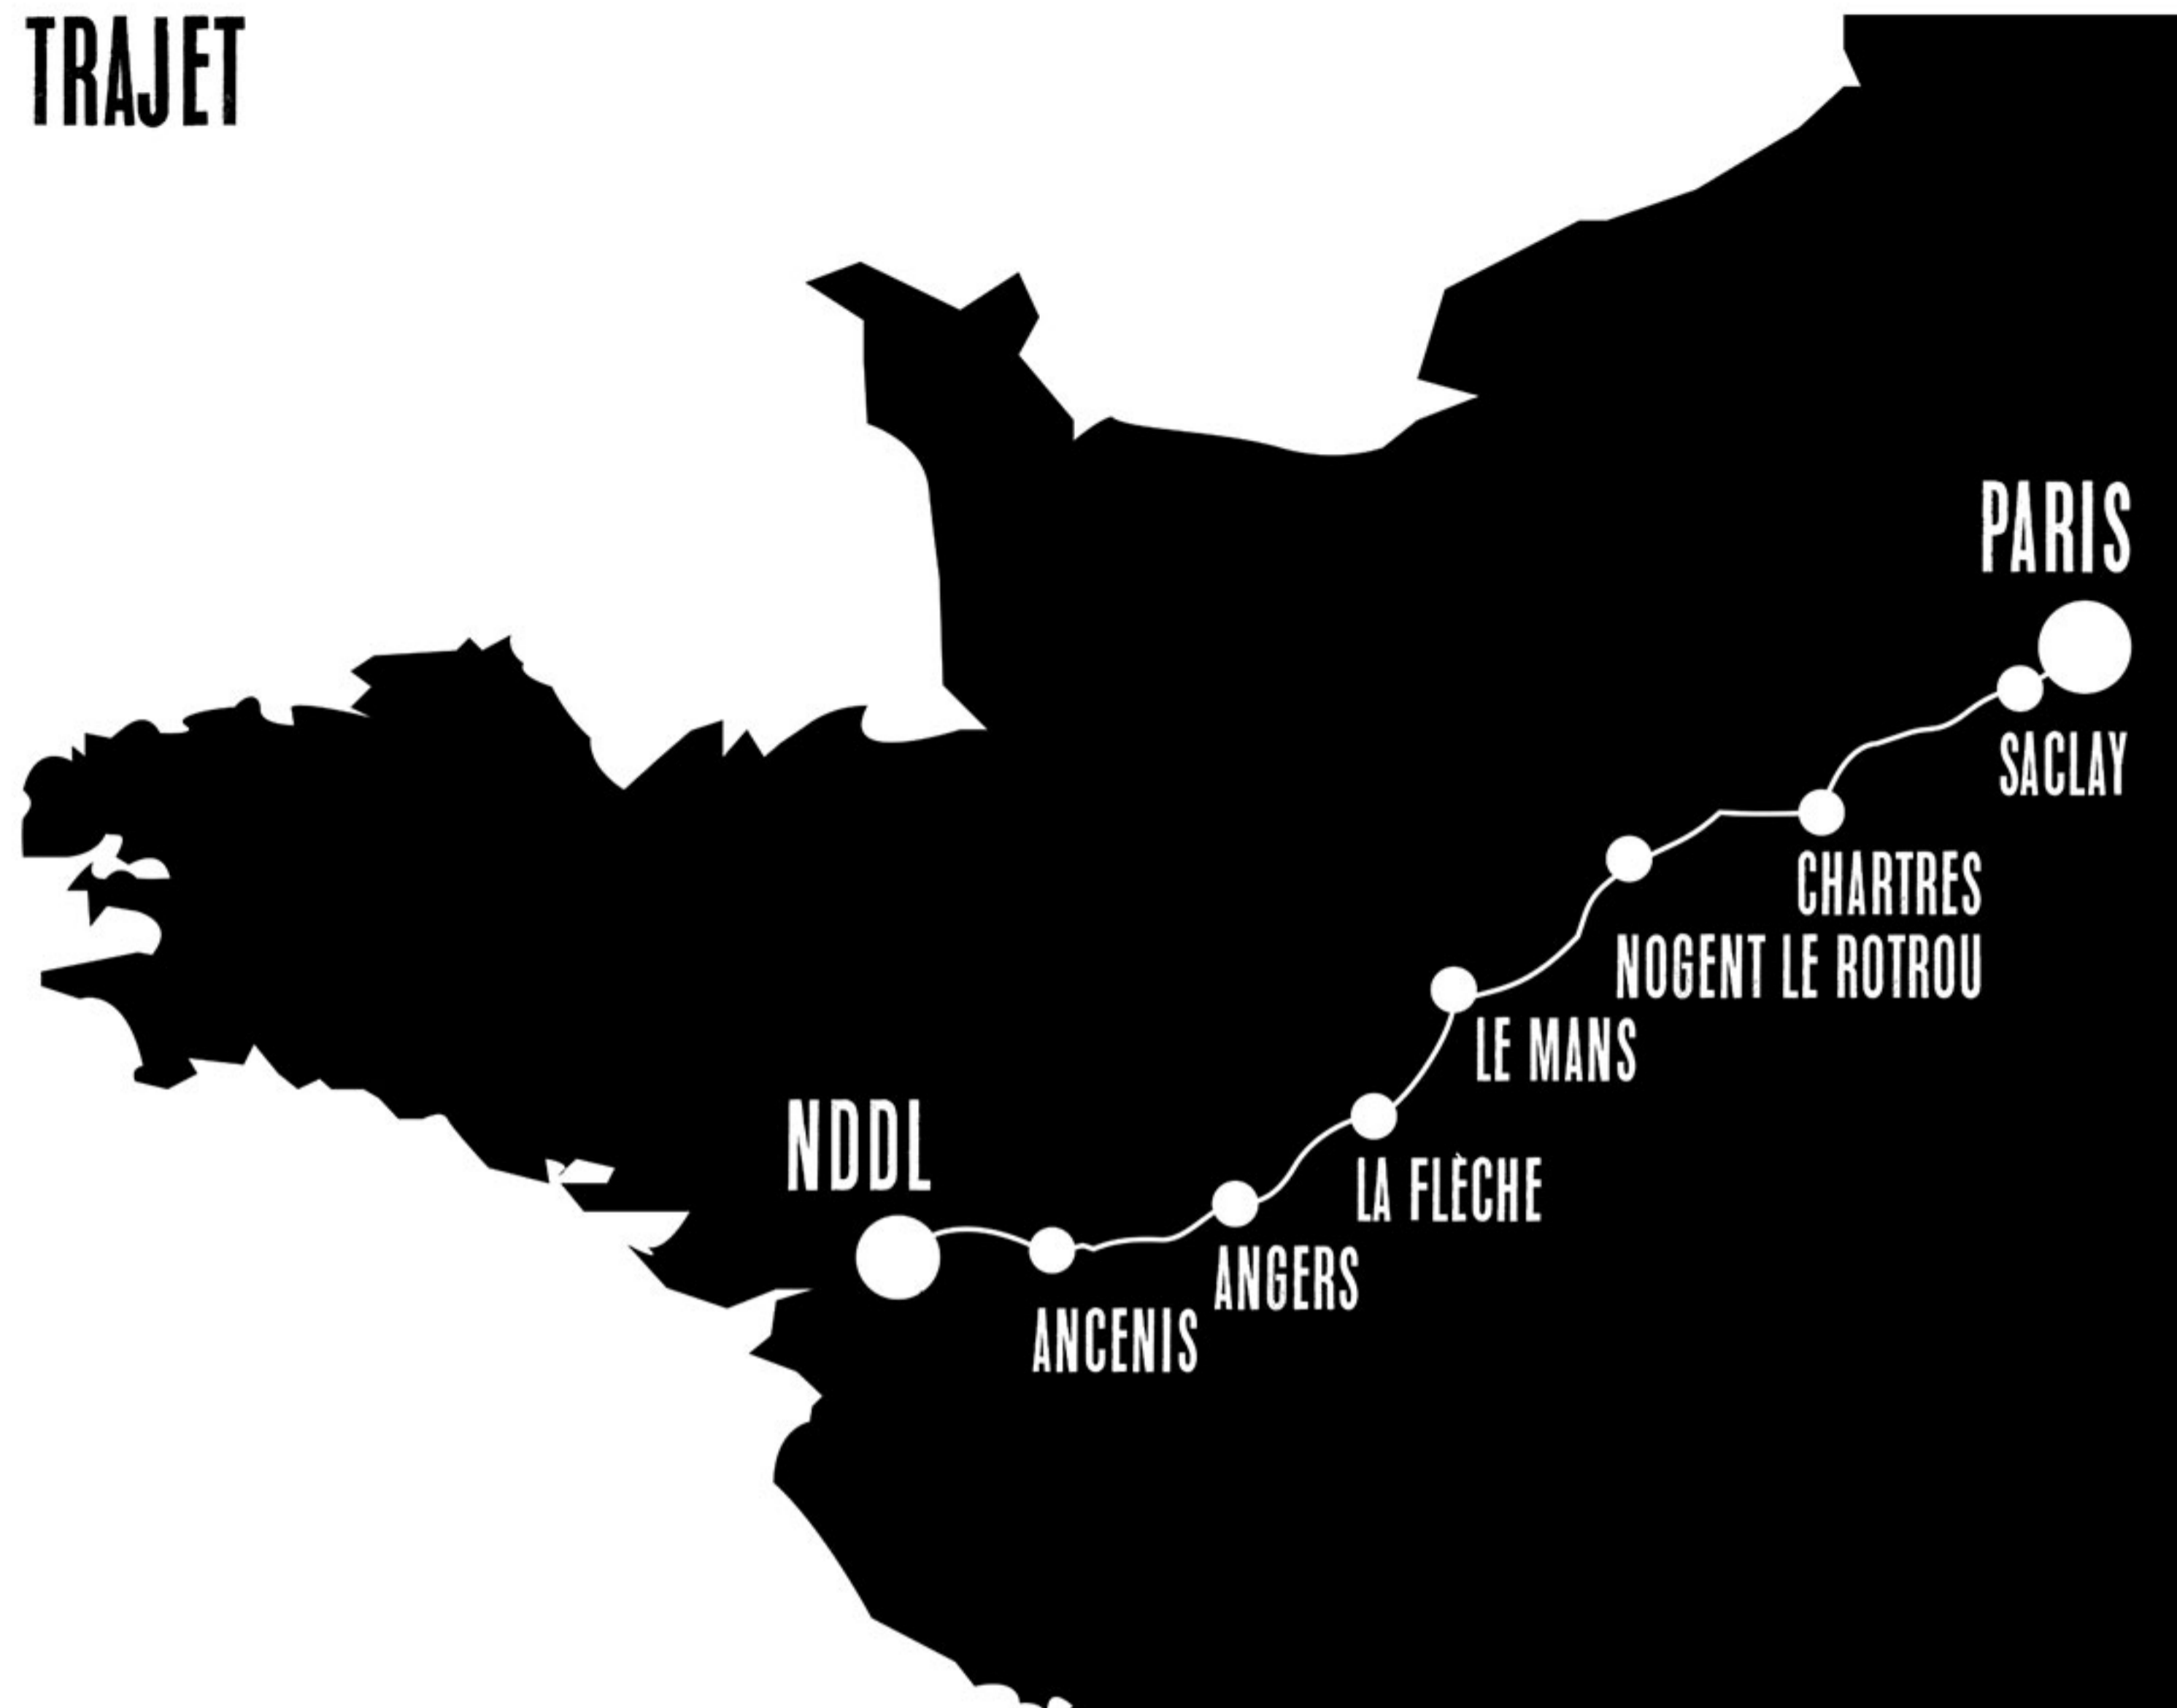 TRAJET
PARIS
SACLAY
CHARTRES
NOGENT LE ROTROU
LE MANS
NDDL
LA FLÈCHE
ANGERS
ANCENIS